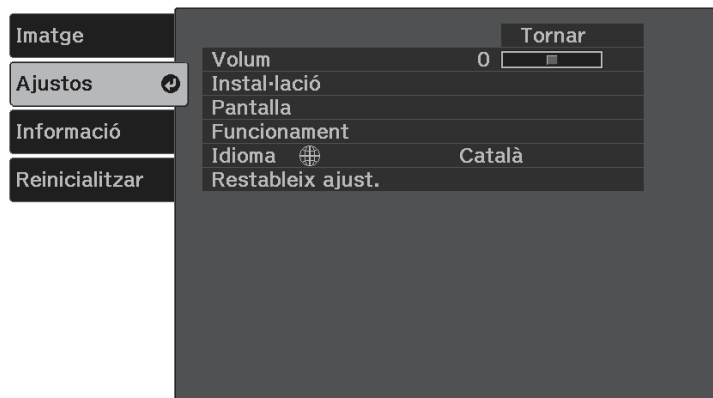 Imatge
Ajustos
Informació
Reinicialitzar
Tornar
Volum 0
Instal·lació
Pantalla
Funcionament
Idioma Català
Restableix ajust.